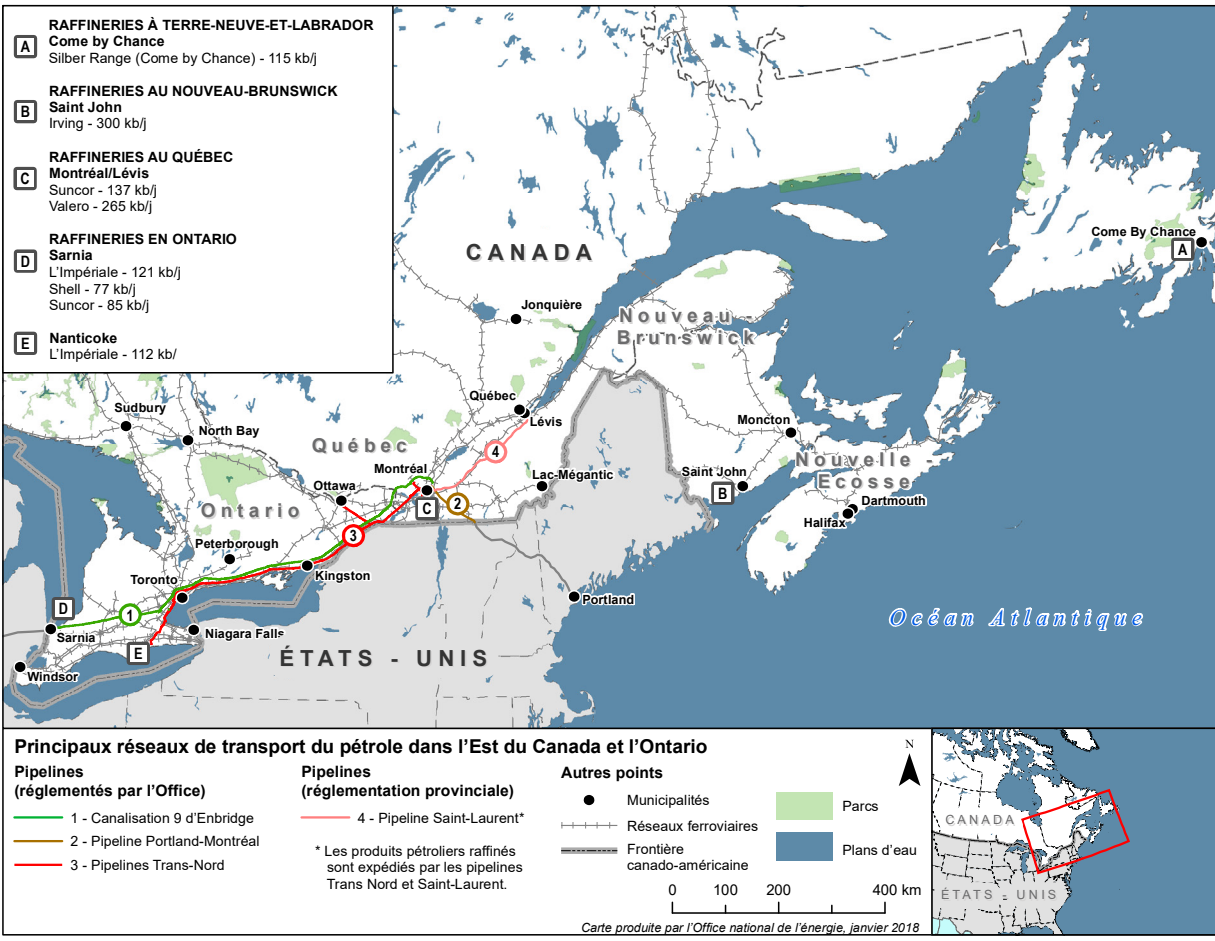 RAFFINERIES À TERRE-NEUVE-ET-LABRADOR
A
Come by Chance
Silber Range (Come by Chance) - 115 kb/j
RAFFINERIES AU NOUVEAU-BRUNSWICK
B
Saint John
Irving - 300 kb/j
RAFFINERIES AU QUÉBEC
C
Montréal/Lévis
Suncor - 137 kb/j
Valero - 265 kb/j
RAFFINERIES EN ONTARIO
D
Sarnia
L'Impériale - 121 kb/j
Shell - 77 kb/j
Suncor - 85 kb/j
E
Nanticoke
L'Impériale - 112 kb/
CANADA
Come By Chance
A
Jonquière
Nouveau -
Brunswick
Québec
Lévis
Sudbury
North Bay
Moncton
Québec
4
Montréal
Lac-Mégantic
Saint John
Nouvelle -
Ecosse
Ottawa
B
Dartmouth
C
2
Halifax
Ontario
3
Peterborough
Kingston
Toronto
Portland
D
1
Océan Atlantique
Sarnia
Niagara Falls
E
ÉTATS - UNIS
Windsor
Principaux réseaux de transport du pétrole dans l'Est du Canada et l'Ontario
Pipelines
(réglementés par l'Office)
1 - Canalisation 9 d'Enbridge
2 - Pipeline Portland-Montréal
3 - Pipelines Trans-Nord
Pipelines
(réglementation provinciale)
4 - Pipeline Saint-Laurent*
* Les produits pétroliers raffinés
sont expédiés par les pipelines
Trans Nord et Saint-Laurent.
Autres points
Municipalités
Réseaux ferroviaires
Frontière
canado-américaine
Parcs
Plans d'eau
N
0 100 200 400 km
Carte produite par l'Office national de l'énergie, janvier 2018
CANADA
ÉTATS - UNIS